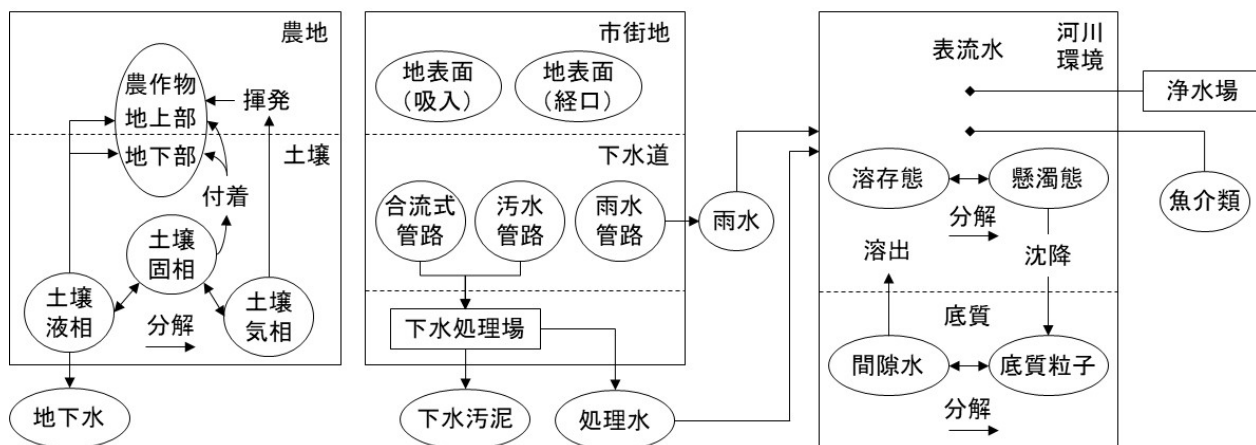 農地
農作物
地上部
地下部
揮発
土壌
付着
土壌
固相
土壌
液相
土壌
気相
分解
地下水
市街地
地表面
(吸入)
地表面
(経口)
下水道
合流式
管路
汚水
管路
雨水
管路
雨水
下水処理場
下水汚泥
処理水
河川
環境
表流水
浄水場
溶存態
懸濁態
魚介類
分解
溶出
沈降
底質
間隙水
底質粒子
分解